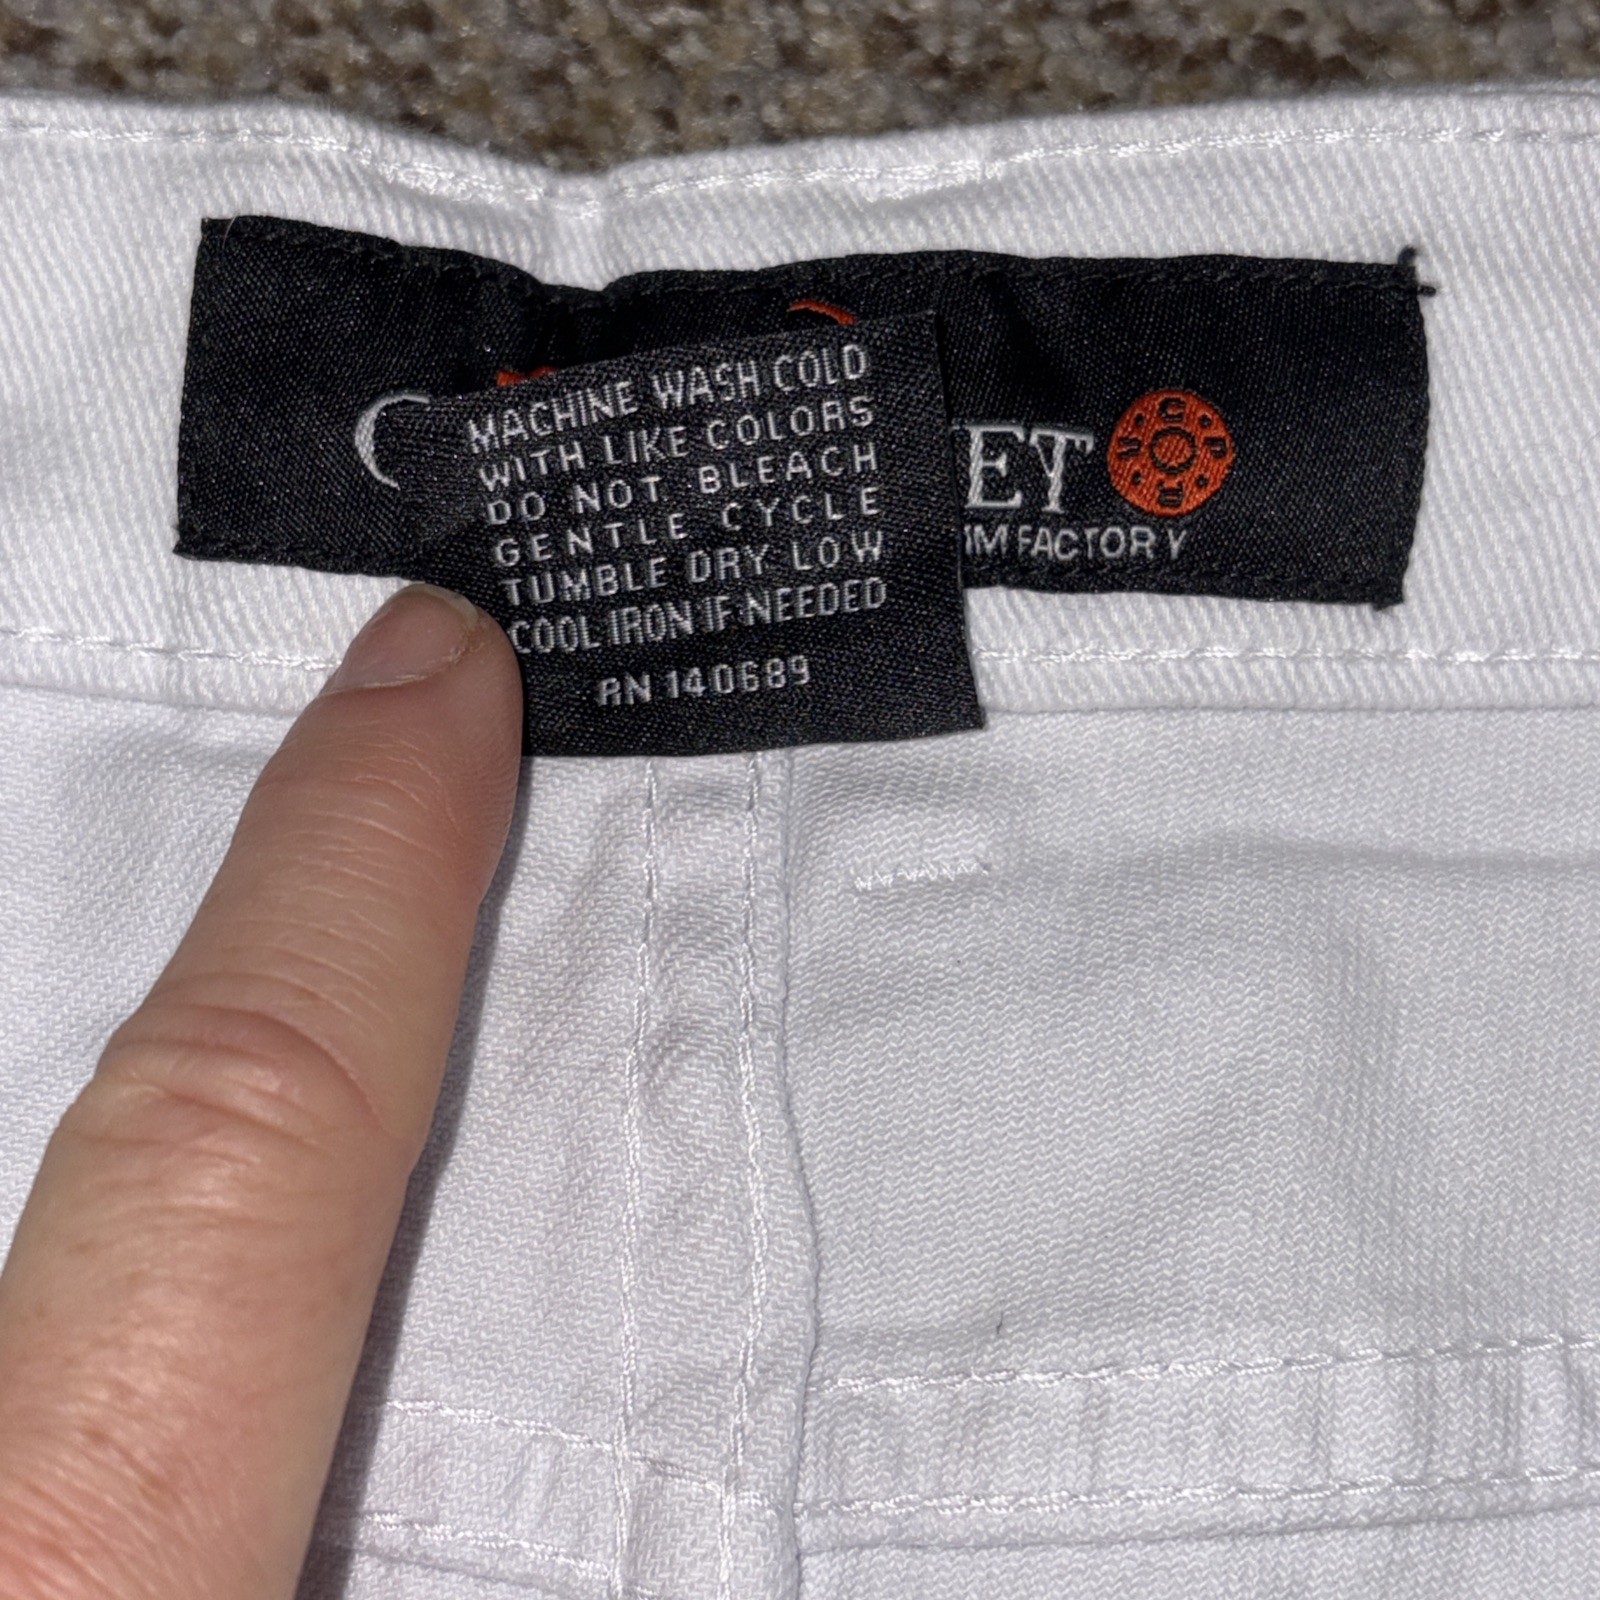 MACHINE WASH COLD
WITH LIKE COLORS
DO NOT BLEACH
GENTLE CYCLE
TUMBLE DRY LOW
COOL IRON IF NEEDED
RN 140689
ET
IM FACTORY